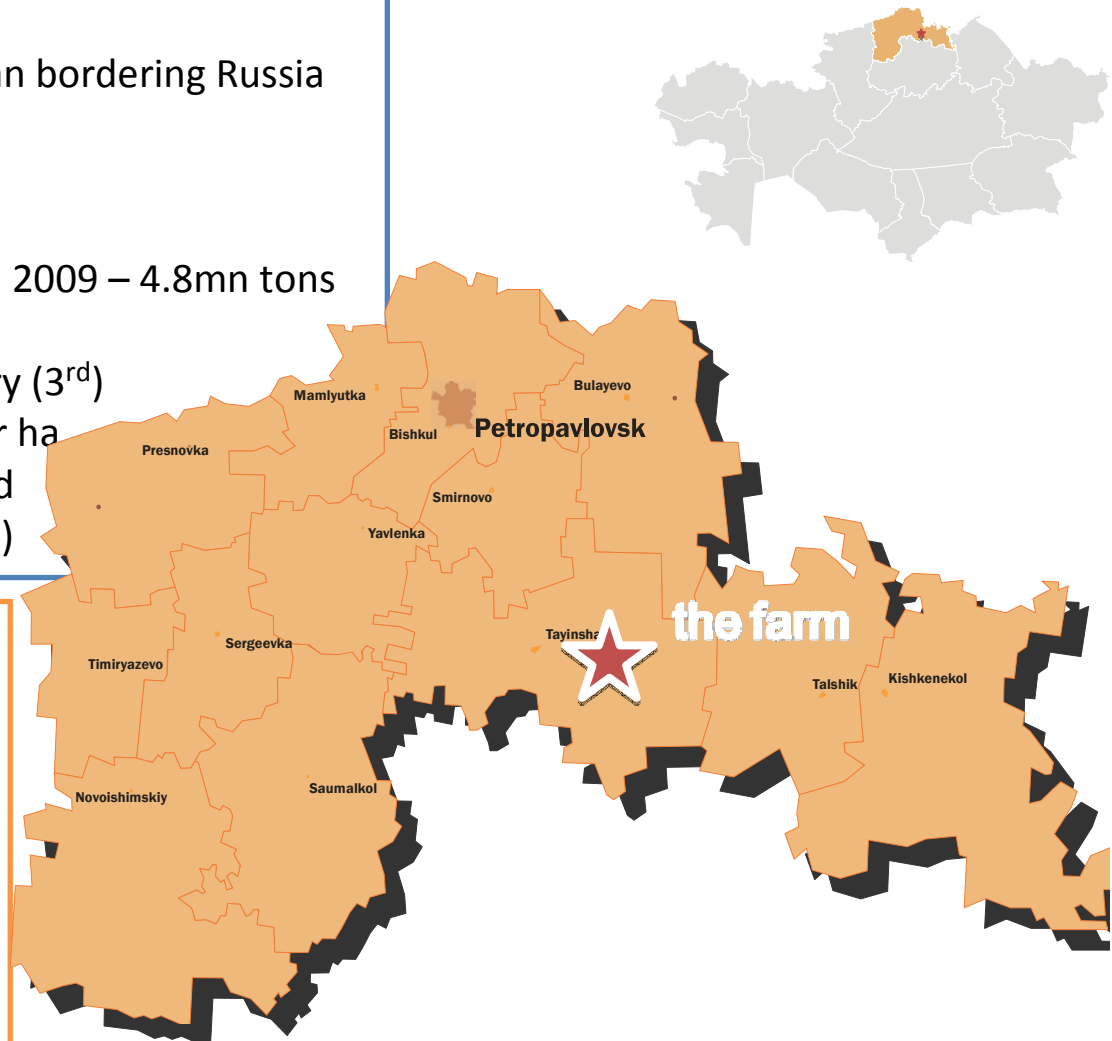 an bordering Russia
2009 – 4.8mn tons
ry (3rd)
r ha
d
)
Mamlyutka
Bulayevo
Bishkul
Petropavlovsk
Presnovka
Smirnovo
Yavlenka
the farm
Tayinsha
Sergeevka
Timiryazevo
Talshik
Kishkenekol
Saumalkol
Novoishimskiy